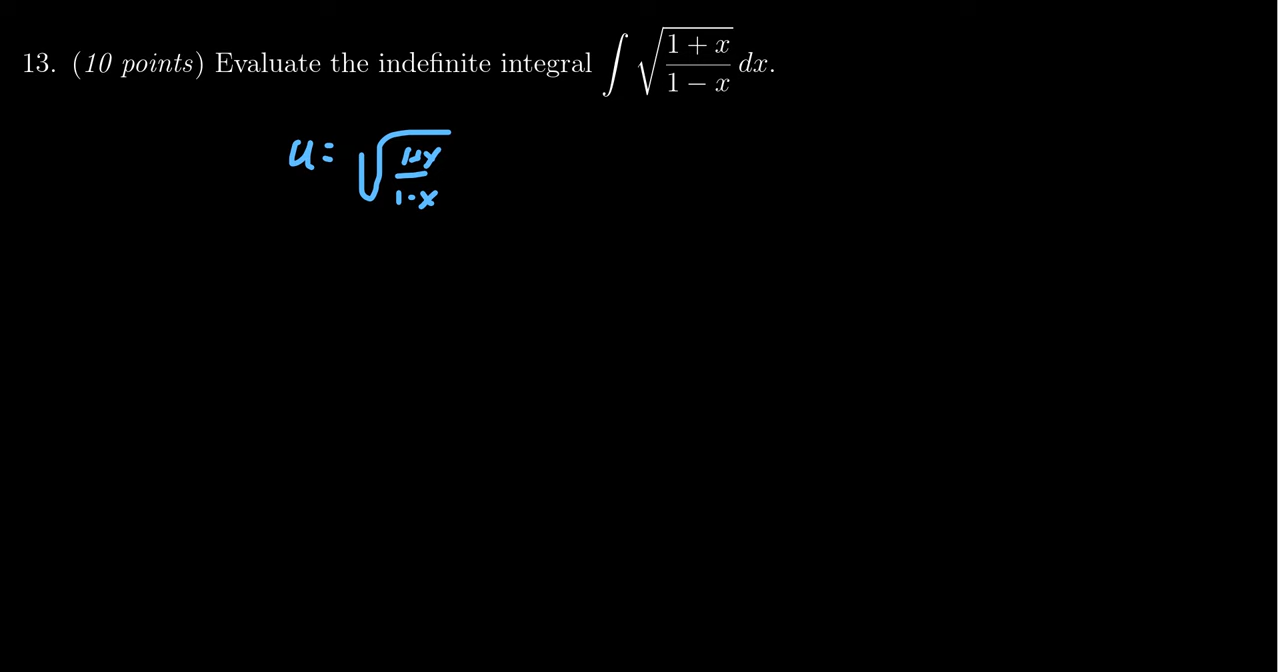 13. (10 points) Evaluate the indefinite integral ∫ √((1 + x)/(1 − x)) dx.
u = √((1+x)/(1-x))